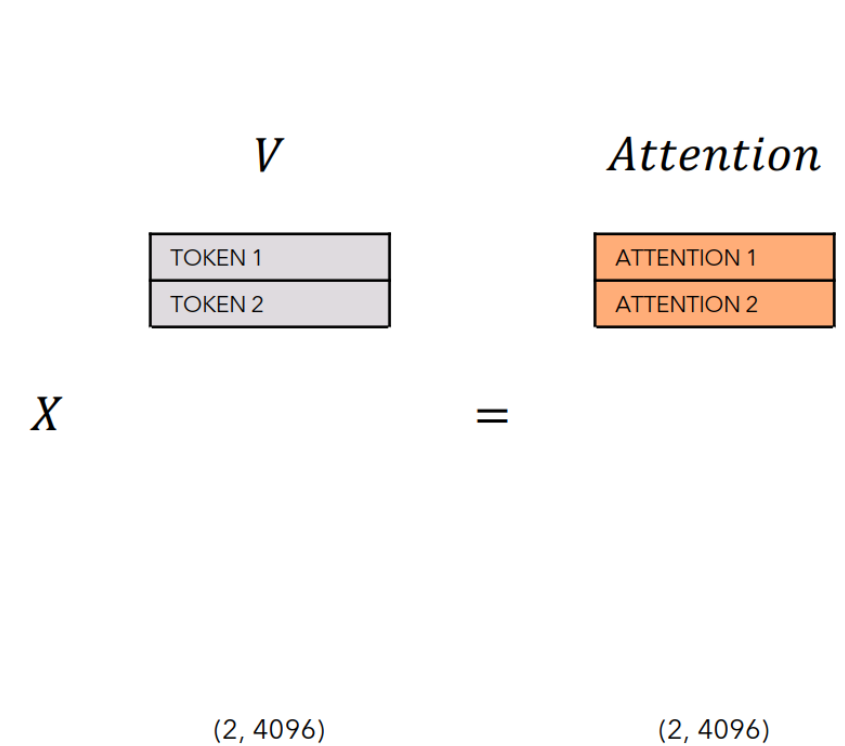 V
Attention
TOKEN 1
ATTENTION 1
TOKEN 2
ATTENTION 2
X
=
(2, 4096)
(2, 4096)